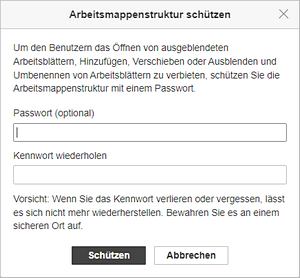 Arbeitsmappenstruktur schützen
Um den Benutzern das Öffnen von ausgeblendeten
Arbeitsblättern, Hinzufügen, Verschieben oder Ausblenden und
Umbenennen von Arbeitsblättern zu verbieten, schützen Sie die
Arbeitsmappenstruktur mit einem Passwort.
Passwort (optional)
Kennwort wiederholen
Vorsicht: Wenn Sie das Kennwort verlieren oder vergessen, lässt
es sich nicht mehr wiederherstellen. Bewahren Sie es an einem
sicheren Ort auf.
Schützen Abbrechen